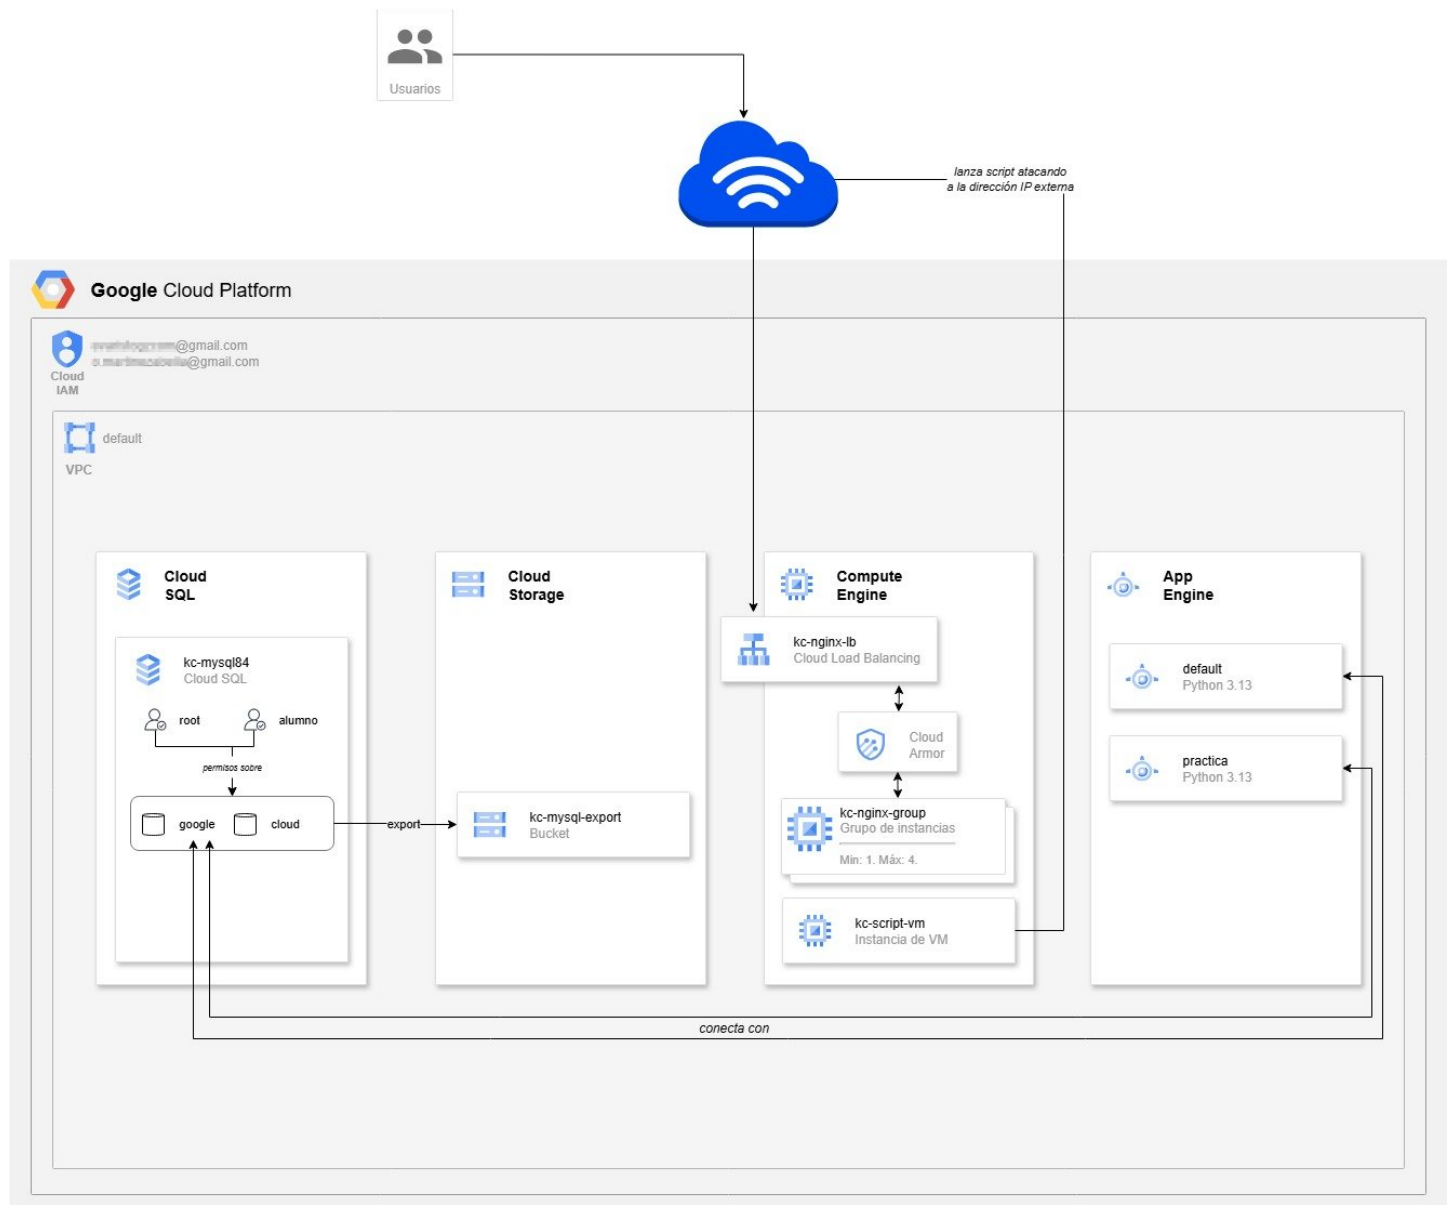 Usuarios
lanza script atacando
a la dirección IP externa
Google Cloud Platform
@gmail.com
@gmail.com
Cloud
IAM
default
VPC
Cloud
SQL
kc-mysql84
Cloud SQL
root
alumno
permisos sobre
google
cloud
export
Cloud
Storage
kc-mysql-export
Bucket
Compute
Engine
kc-nginx-lb
Cloud Load Balancing
Cloud
Armor
kc-nginx-group
Grupo de instancias
Min: 1. Máx: 4.
kc-script-vm
Instancia de VM
App
Engine
default
Python 3.13
practica
Python 3.13
conecta con